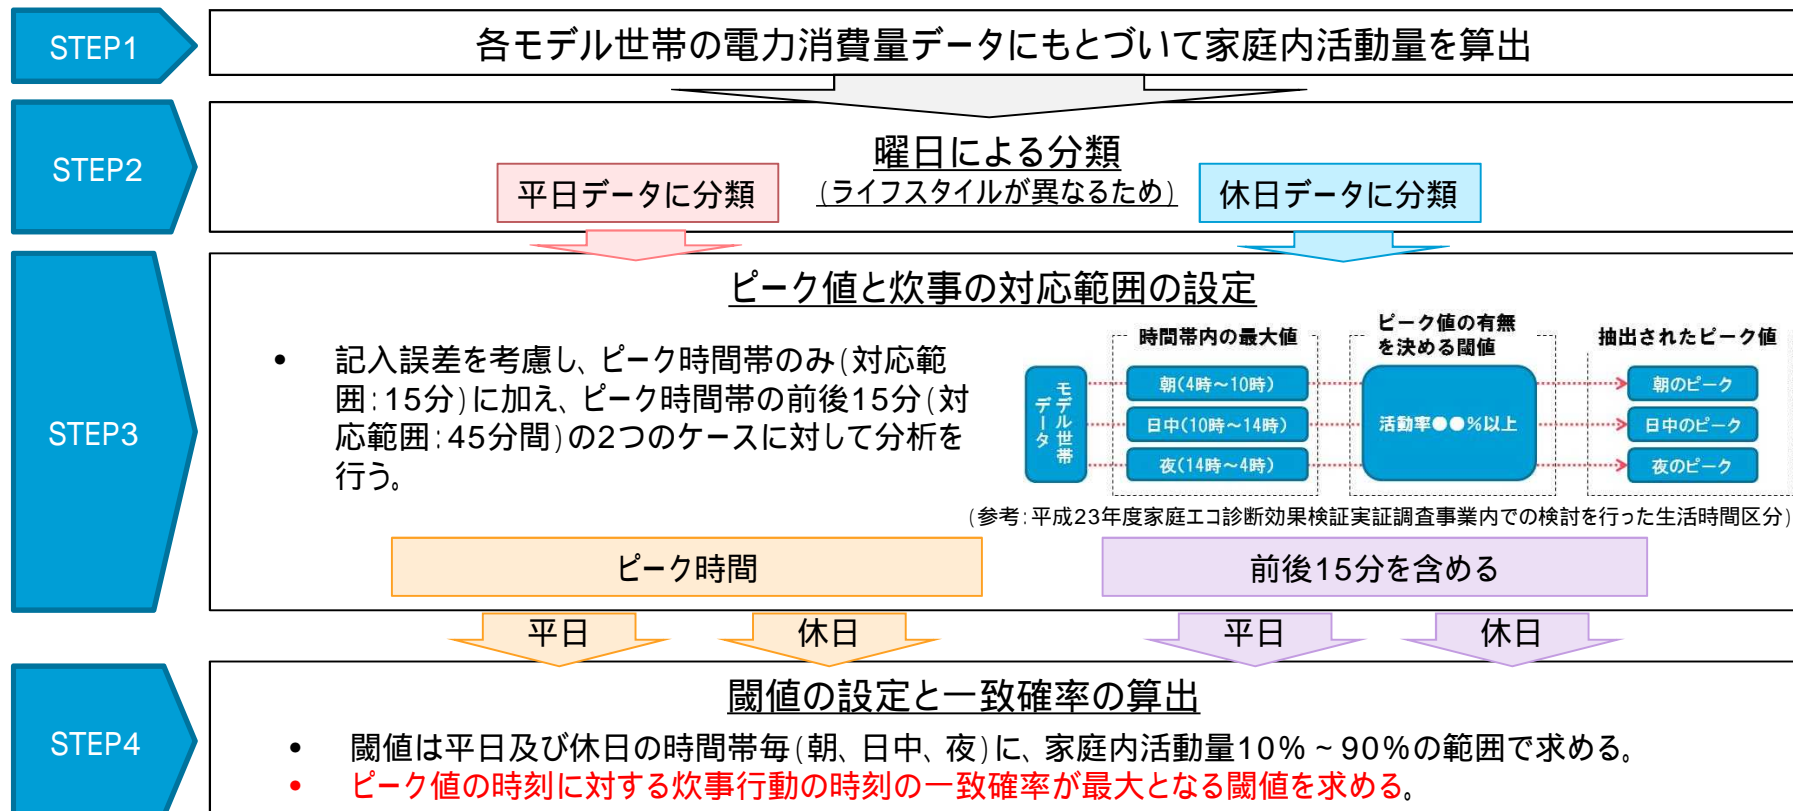 STEP1
各モデル世帯の電力消費量データにもとづいて家庭内活動量を算出
STEP2
曜日による分類
(ライフスタイルが異なるため)
平日データに分類
休日データに分類
STEP3
ピーク値と炊事の対応範囲の設定
• 記入誤差を考慮し、ピーク時間帯のみ(対応範
囲:15分)に加え、ピーク時間帯の前後15分(対
応範囲:45分間)の2つのケースに対して分析を
行う。
時間帯内の最大値
ピーク値の有無
を決める閾値
抽出されたピーク値
モデル世帯
データ
朝(4時〜10時)
日中(10時〜14時)
夜(14時〜4時)
活動率●●%以上
朝のピーク
日中のピーク
夜のピーク
(参考:平成23年度家庭エコ診断効果検証実証調査事業内での検討を行った生活時間区分)
ピーク時間
前後15分を含める
平日
休日
平日
休日
STEP4
閾値の設定と一致確率の算出
• 閾値は平日及び休日の時間帯毎(朝、日中、夜)に、家庭内活動量10%~90%の範囲で求める。
• ピーク値の時刻に対する炊事行動の時刻の一致確率が最大となる閾値を求める。